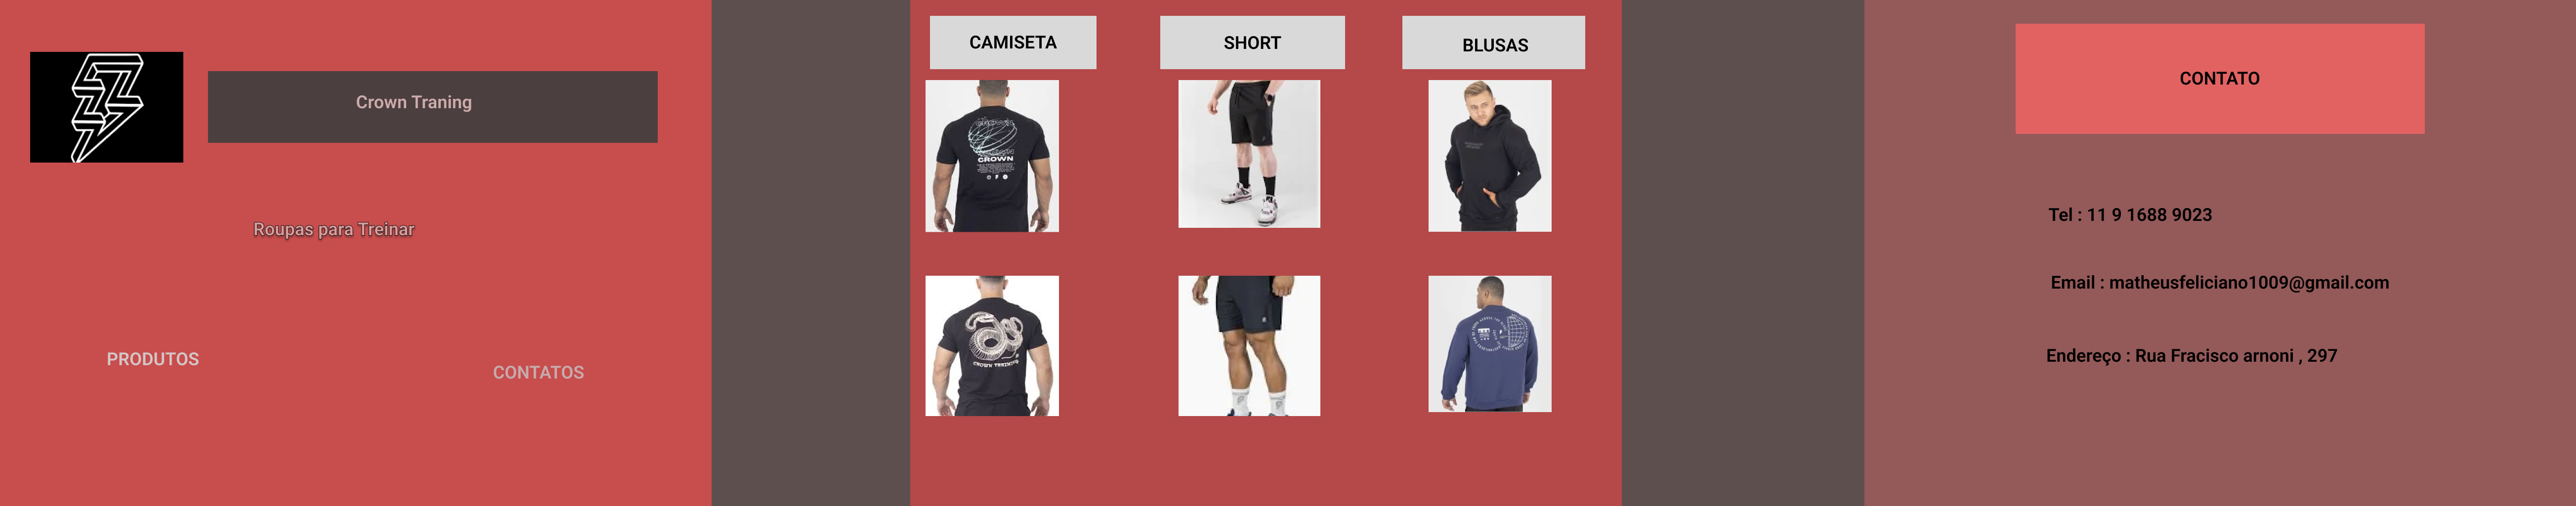 Crown Traning
Roupas para Treinar
PRODUTOS
CONTATOS
CAMISETA
SHORT
BLUSAS
CROWN
CROWN TRAINING
CONTATO
Tel : 11 9 1688 9023
Email : matheusfeliciano1009@gmail.com
Endereço : Rua Fracisco arnoni , 297